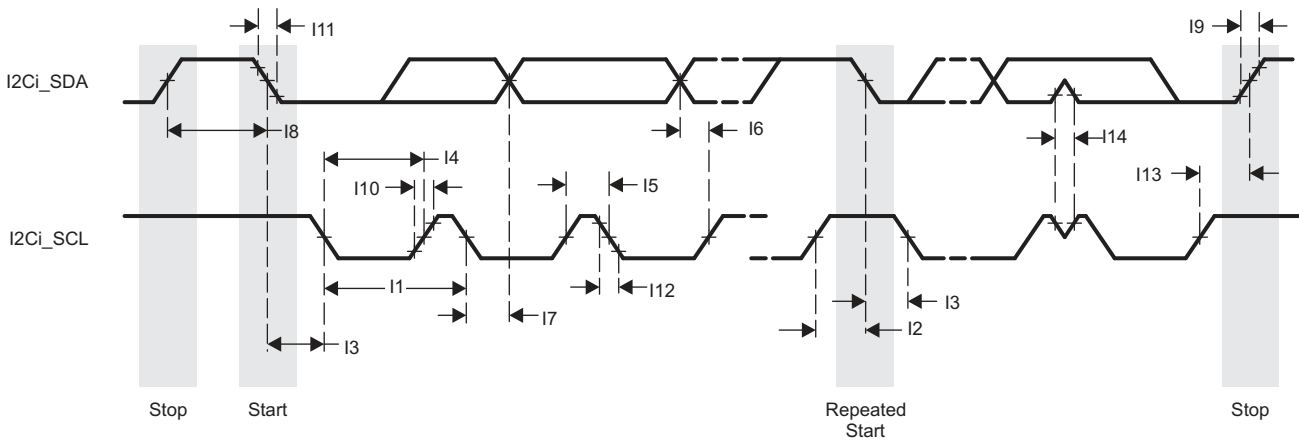 I11
I9
I2Ci_SDA
I8
I6
I4
I14
I10
I5
I13
I2Ci_SCL
I1
I12
I7
I3
I3
I2
Stop
Start
Repeated
Start
Stop